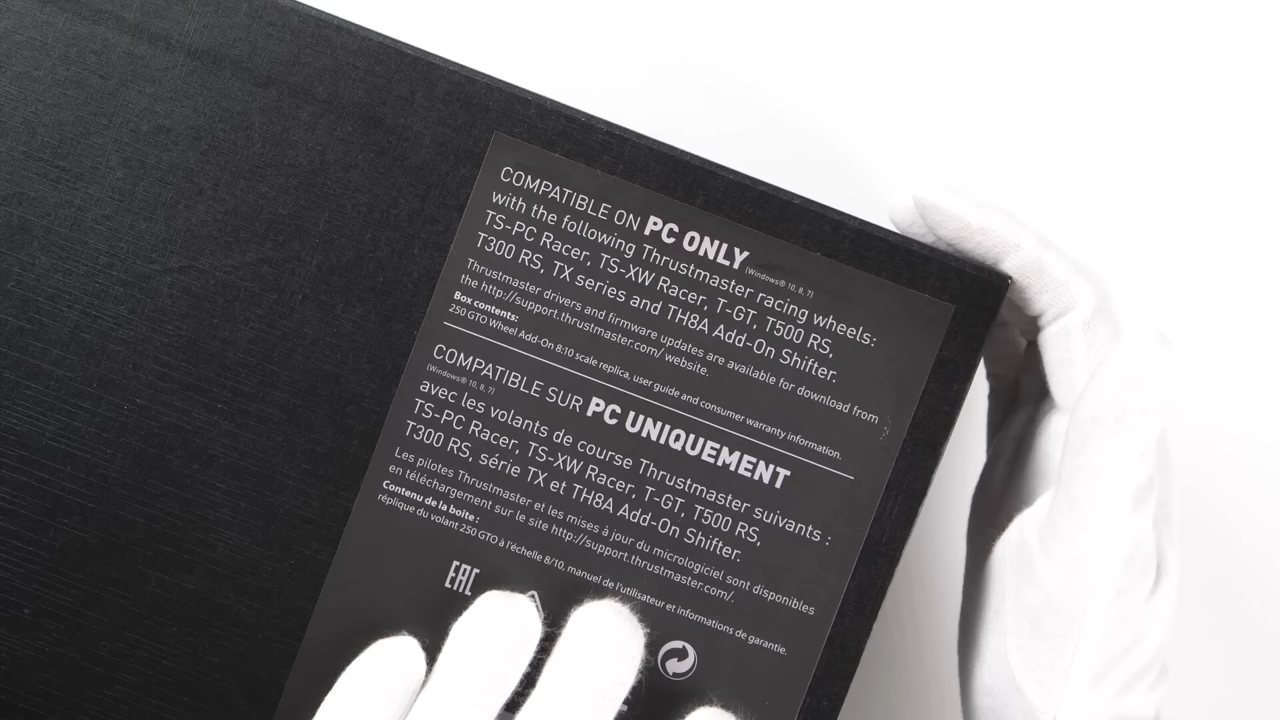 COMPATIBLE ON PC ONLY (Windows® 10, 8, 7)
with the following Thrustmaster racing wheels:
TS-PC Racer, TS-XW Racer, T-GT, T500 RS,
T300 RS, TX series and TH8A Add-On Shifter.
Thrustmaster drivers and firmware updates are available for download from
the http://support.thrustmaster.com/ website.
Box contents:
250 GTO Wheel Add-On 8:10 scale replica, user guide and consumer warranty information.
COMPATIBLE SUR PC UNIQUEMENT
(Windows® 10, 8, 7)
avec les volants de course Thrustmaster suivants :
TS-PC Racer, TS-XW Racer, T-GT, T500 RS,
T300 RS, série TX et TH8A Add-On Shifter.
Les pilotes Thrustmaster et les mises à jour du micrologiciel sont disponibles
en téléchargement sur le site http://support.thrustmaster.com/.
Contenu de la boîte :
réplique du volant 250 GTO à l'échelle 8/10, manuel de l'utilisateur et informations de garantie.
EAC